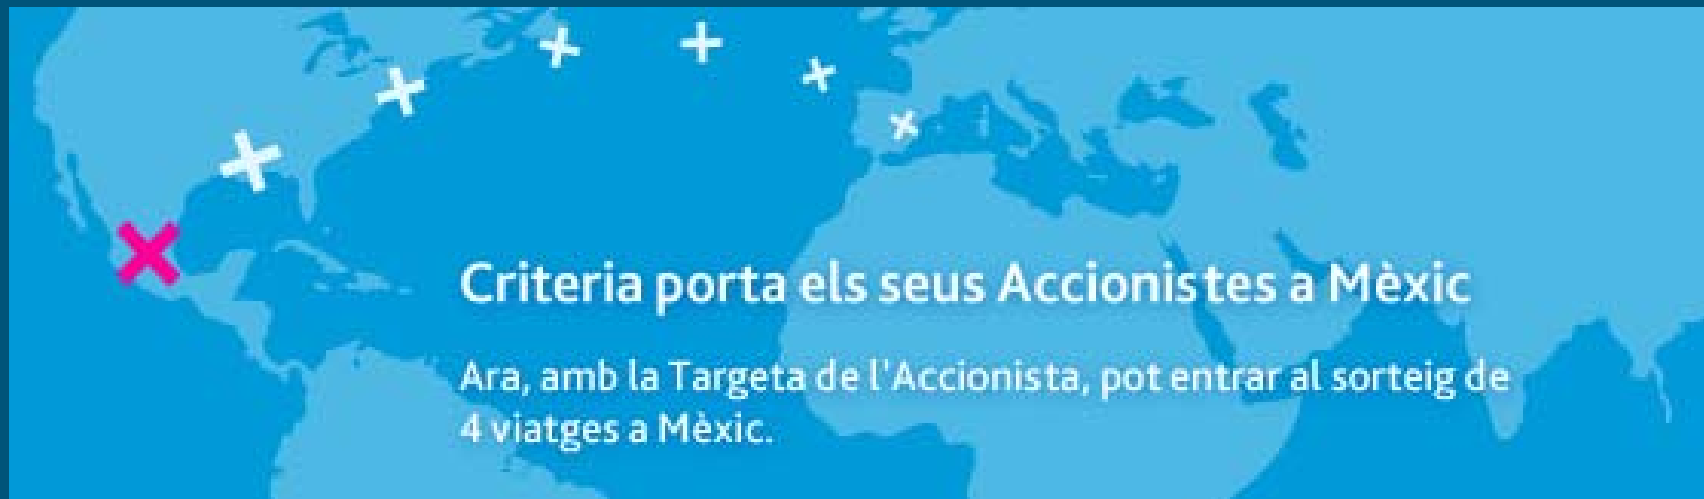 Criteria porta els seus Accionistes a Mèxic
Ara, amb la Targeta de l'Accionista, pot entrar al sorteig de
4 viatges a Mèxic.